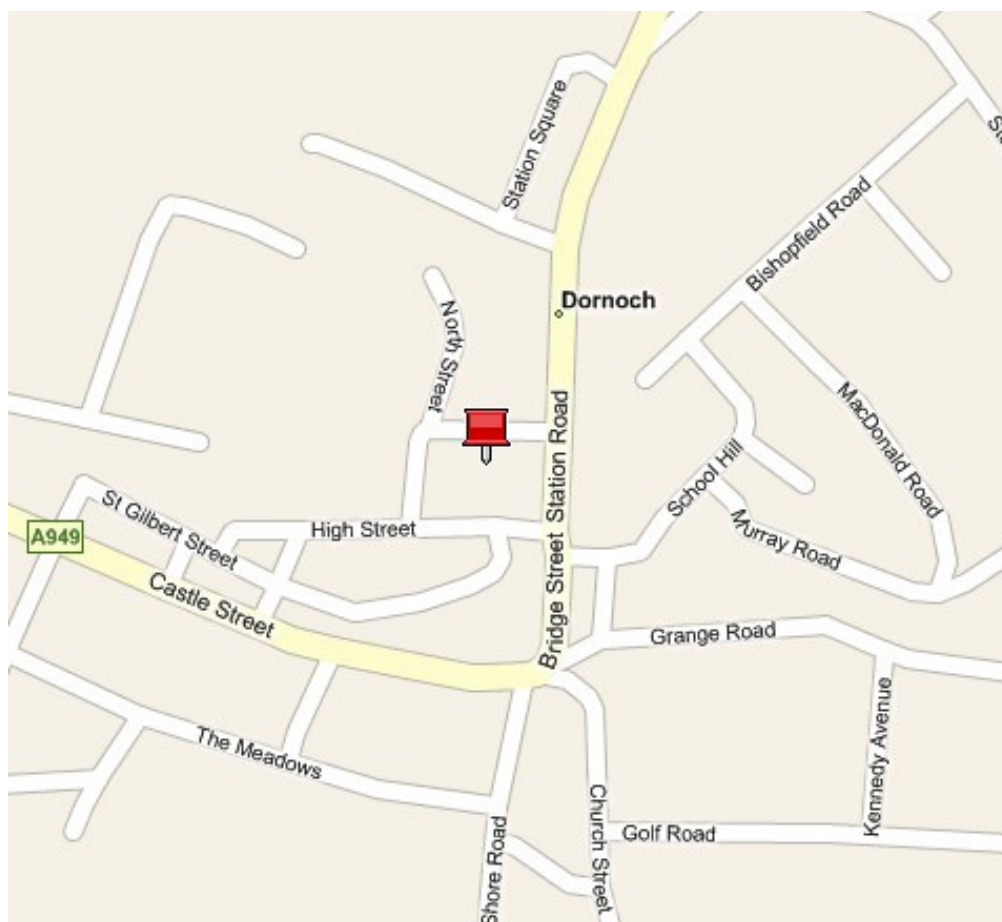 Station Square
Bishopfield Road
Dornoch
North Street
MacDonald Road
Station Road
School Hill
St Gilbert Street
High Street
A949
Murray Road
Castle Street
Bridge Street
Grange Road
Kennedy Avenue
The Meadows
Church Street
Golf Road
Shore Road